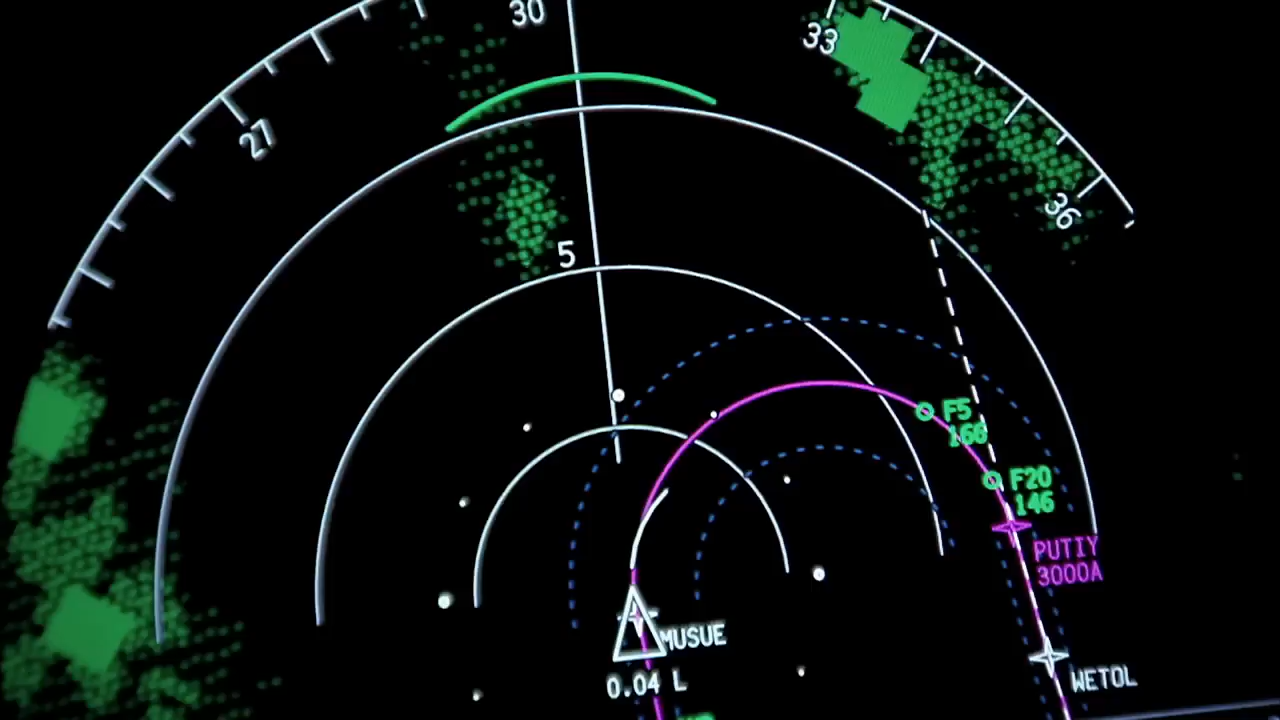 30
33
27
36
5
F5
166
F20
146
PUTIY
3000A
MUSUE
0.04 L
WETOL